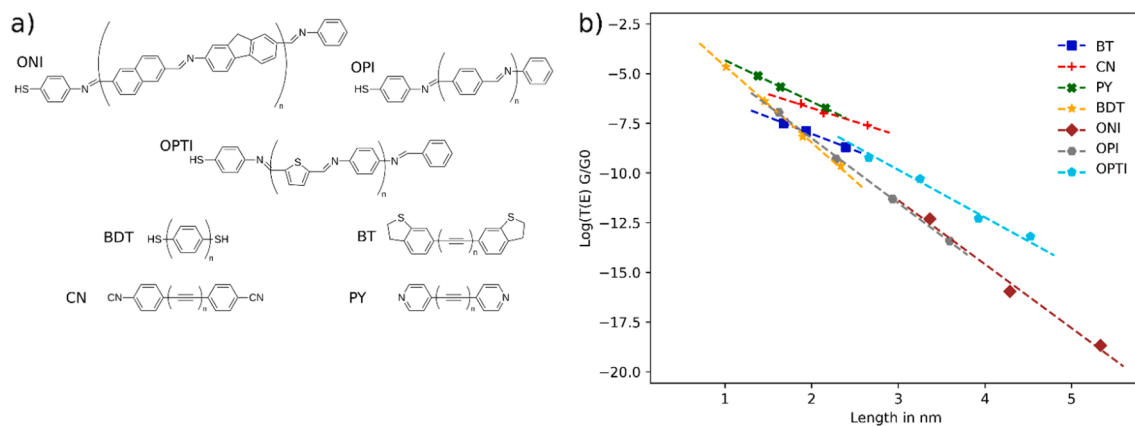 a)
ONI
HS
N
N
N
n
OPI
HS
N
N
N
n
OPTI
HS
N
S
N
N
n
BDT
HS
SH
n
BT
S
S
n
CN
CN
CN
n
PY
N
N
n
b)
Log(T(E) G/G0
−2.5
−5.0
−7.5
−10.0
−12.5
−15.0
−17.5
−20.0
1 2 3 4 5
Length in nm
BT
CN
PY
BDT
ONI
OPI
OPTI